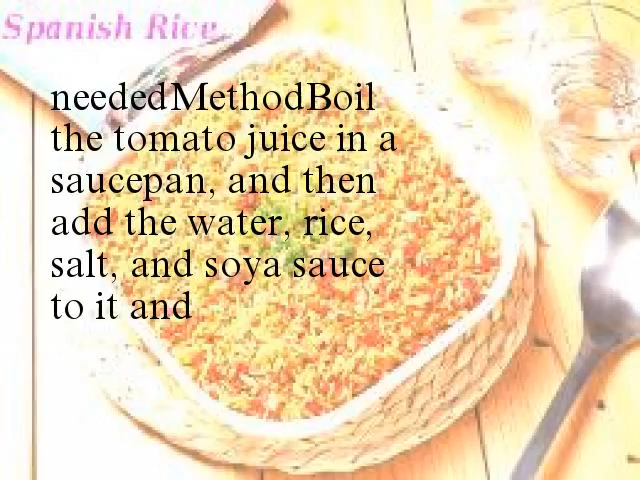 Spanish Rice
neededMethodBoil
the tomato juice in a
saucepan, and then
add the water, rice,
salt, and soya sauce
to it and